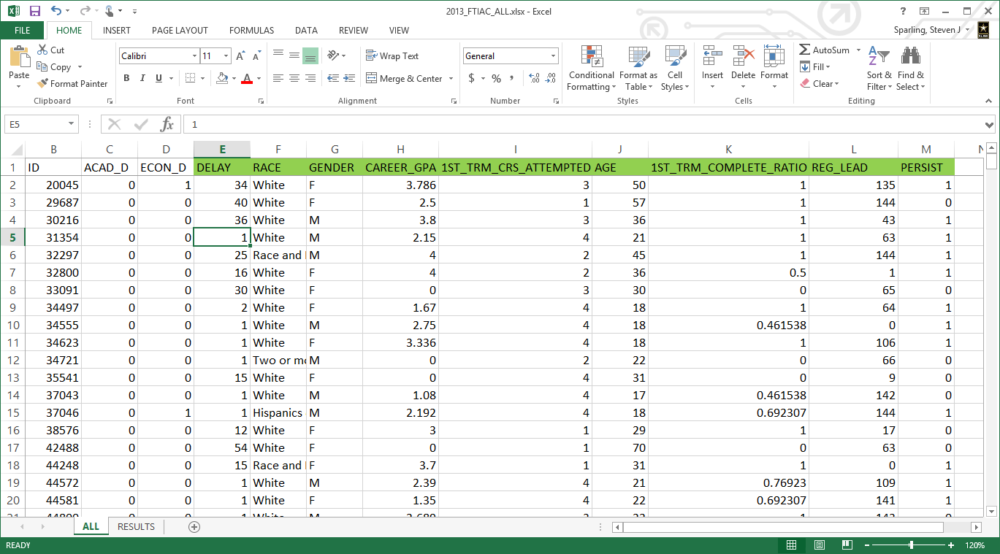 2013_FTIAC_ALL.xlsx - Excel
FILE HOME INSERT PAGE LAYOUT FORMULAS DATA REVIEW VIEW Sparling, Steven J
Paste Cut Copy Format Painter Clipboard
Calibri 11 B I U A Font
Wrap Text Merge & Center Alignment
General $ % , Number
Conditional Formatting Format as Table Cell Styles Styles
Insert Delete Format Cells
AutoSum Fill Clear Sort & Filter Find & Select Editing
E5 fx 1
B C D E F G H I J K L M N
1 ID ACAD_D ECON_D DELAY RACE GENDER CAREER_GPA 1ST_TRM_CRS_ATTEMPTED AGE 1ST_TRM_COMPLETE_RATIO REG_LEAD PERSIST
2 20045 0 1 34 White F 3.786 3 50 1 135 1
3 29687 0 0 40 White F 2.5 1 57 1 144 0
4 30216 0 0 36 White M 3.8 3 36 1 43 1
5 31354 0 0 1 White M 2.15 4 21 1 63 1
6 32297 0 0 25 Race and M 4 2 45 1 144 1
7 32800 0 0 16 White F 4 2 36 0.5 1 1
8 33091 0 0 30 White F 0 3 30 0 65 0
9 34497 0 0 2 White F 1.67 4 18 1 64 1
10 34555 0 0 1 White M 2.75 4 18 0.461538 0 1
11 34623 0 0 1 White F 3.336 4 18 1 106 1
12 34721 0 0 1 Two or M 0 2 22 0 66 0
13 35541 0 0 15 White F 0 4 31 0 9 0
14 37043 0 0 1 White M 1.08 4 17 0.461538 142 0
15 37046 0 1 1 Hispanics M 2.192 4 18 0.692307 144 1
16 38576 0 0 12 White F 3 1 29 1 17 0
17 42488 0 0 54 White F 0 1 70 0 63 0
18 44248 0 0 15 Race and F 3.7 1 31 1 0 1
19 44572 0 0 1 White M 2.39 4 21 0.76923 109 1
20 44581 0 0 1 White F 1.35 4 22 0.692307 141 1
ALL RESULTS
READY 120%